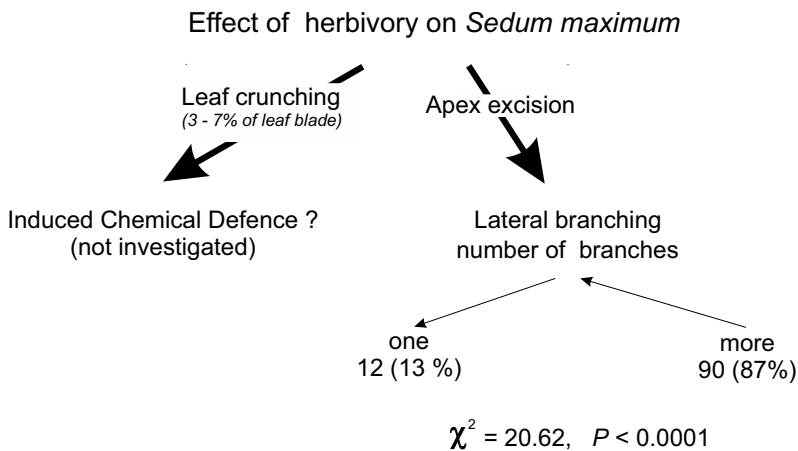 Effect of herbivory on Sedum maximum
Leaf crunching
(3 - 7% of leaf blade)
Apex excision
Induced Chemical Defence ?
(not investigated)
Lateral branching
number of branches
one
12 (13 %)
more
90 (87%)
χ² = 20.62, P < 0.0001